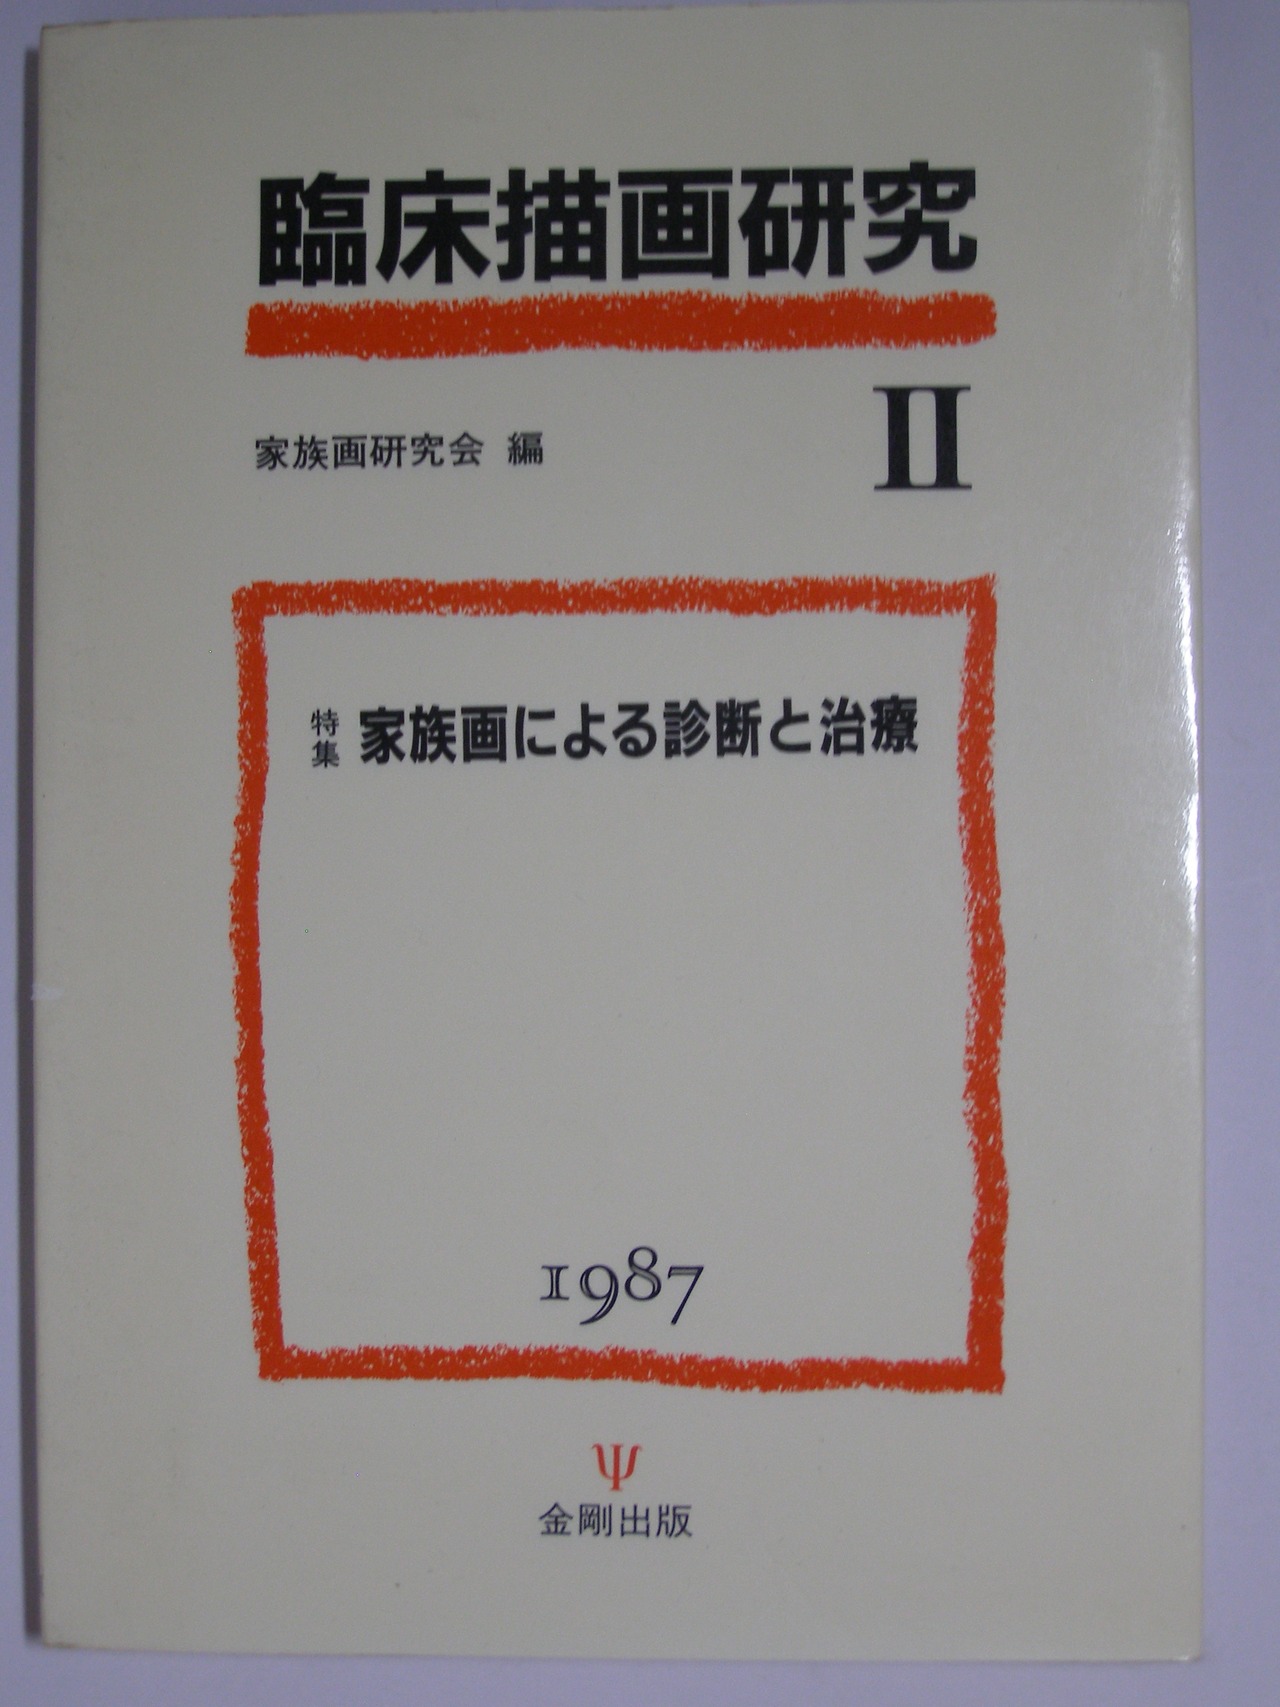 臨床描画研究
II
家族画研究会 編
特集 家族画による診断と治療
1987
Ψ
金剛出版